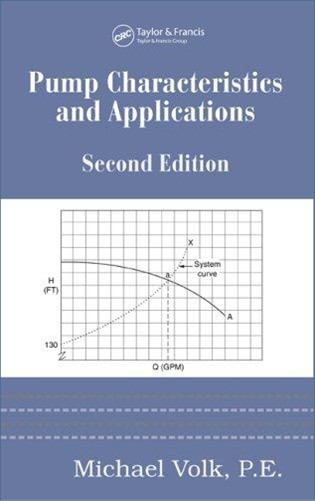 CRC
Taylor & Francis
Taylor & Francis Group
Pump Characteristics
and Applications
Second Edition
X
System
curve
a
H
(FT)
A
130
Q (GPM)
Michael Volk, P.E.